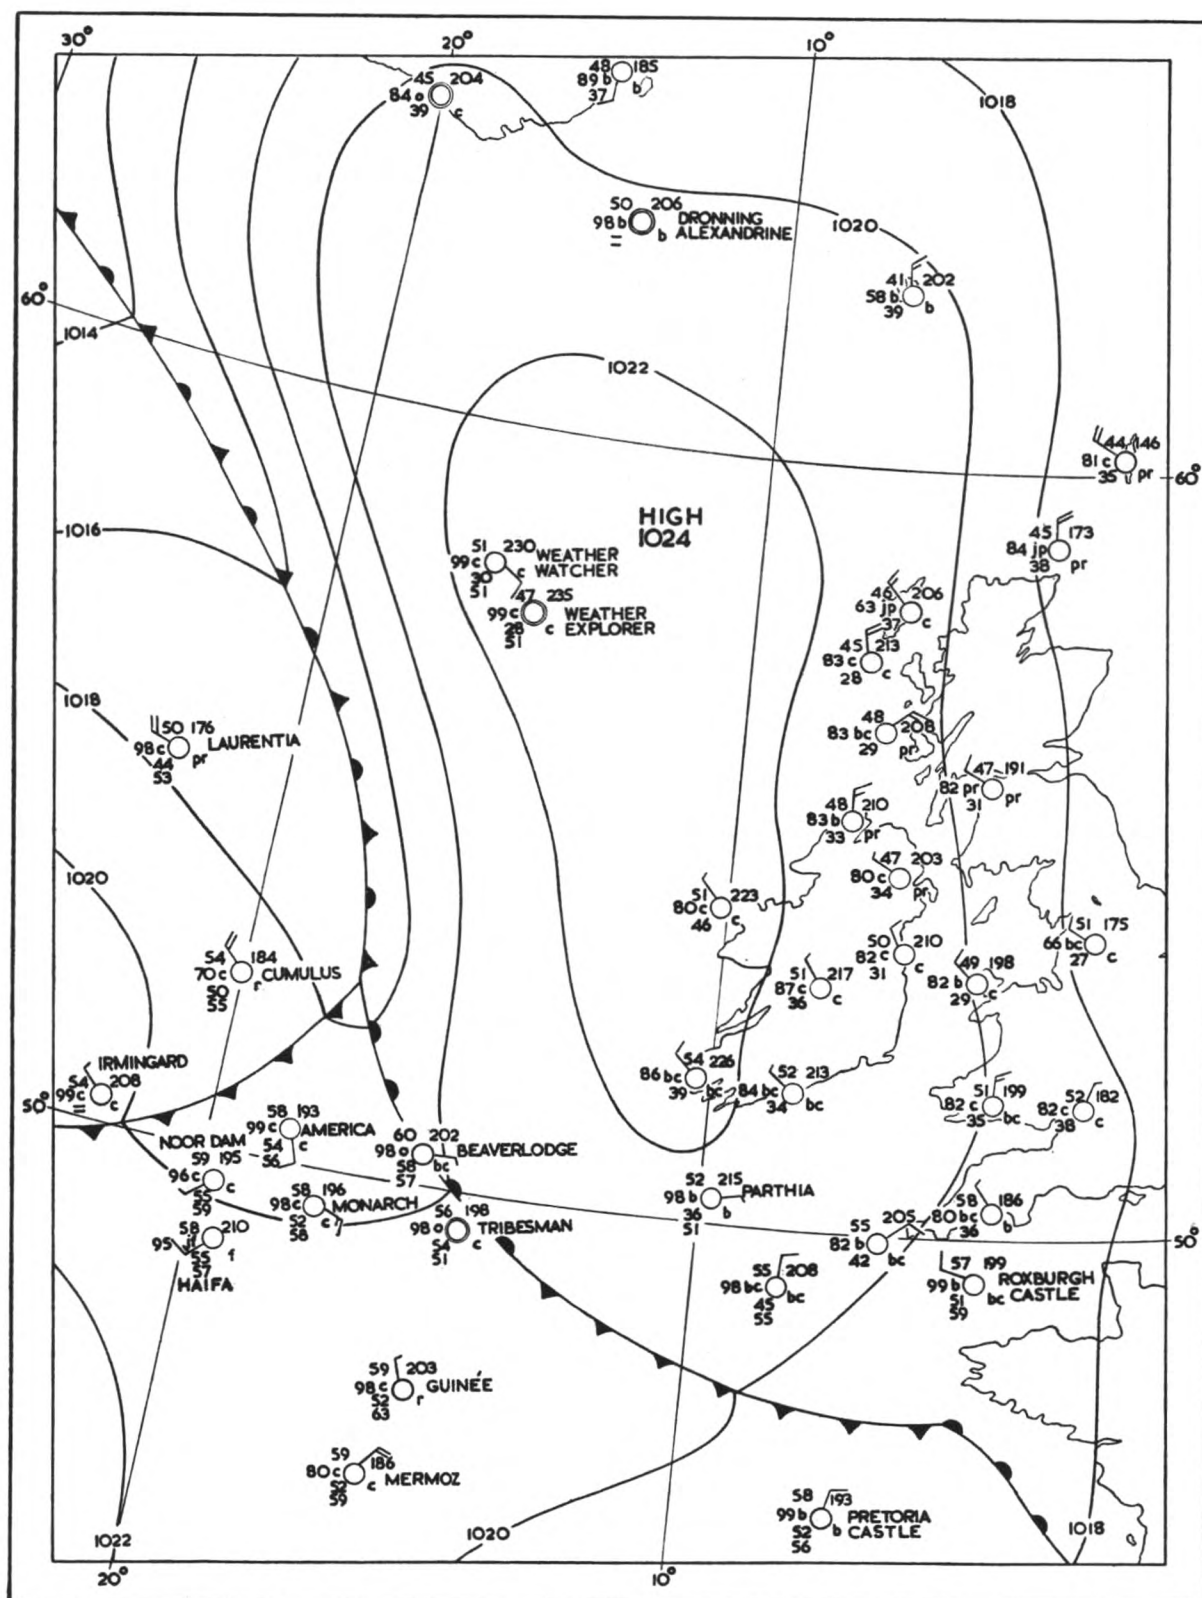 30°
20°
10°
48 185
89 b b
37
45 204
84 o
39 c
1018
50 206
98 b DRONNING
= b ALEXANDRINE
1020
41 202
58 b
39 b
60°
1014
1022
44 146
81 c
35 pr
60°
HIGH
1024
1016
51 230 WEATHER
99 c c WATCHER
30
51
47 235
99 c WEATHER
28 c EXPLORER
51
45 173
84 jp
38 pr
46 206
63 jp
37 c
45 213
83 c
28 c
1018
50 176
98 c LAURENTIA
44 pr
53
48
83 bc 208
29 pr
47 191
82 pr
31 pr
48 210
83 b
33 pr
1020
47 203
80 c
34 pr
51 223
80 c
46 c
51 175
66 bc
27 c
50 210
82 c
31 c
54 184
70 c CUMULUS
50 r
55
51 217
87 c
36 c
49 198
82 b
29 c
IRMINGARD
54 208
99 c c
=
54 226
86 bc
39 bc
52 213
84 bc
34 bc
51 199
82 c
35 bc
52 182
82 c
38 c
50°
58 193
99 c AMERICA
54 c
56
NOORDAM
59 195
96 c
55 c
59
60 202
98 o BEAVERLODGE
58 bc
57
58 196
98 c MONARCH
52 j
58
56 198
98 o TRIBESMAN
54 c
51
52 215
98 b PARTHIA
36 b
51
58 186
80 bc
36 b
55 205
82 b
42 bc
50°
58 210
95 jf
55 f
57
HAIFA
55 208
98 bc
45 bc
55
57 199
99 b ROXBURGH
51 bc CASTLE
59
59 203
98 c GUINÉE
52 r
63
59
80 c 186
52 c MERMOZ
59
58 193
99 b PRETORIA
52 b CASTLE
56
1022
1020
1018
20°
10°